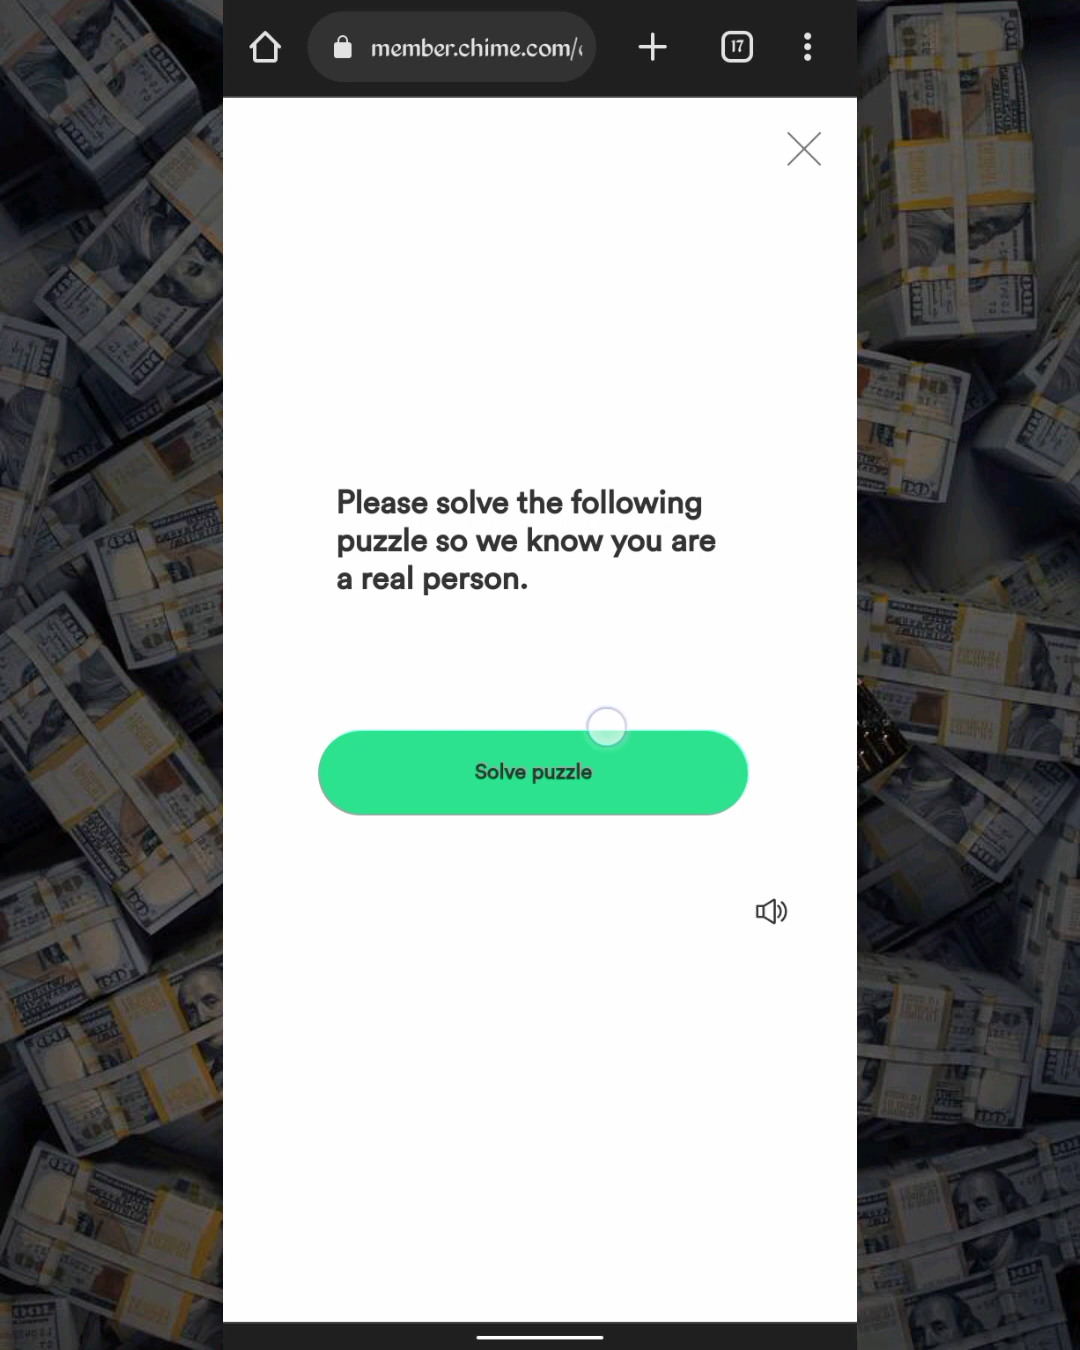 member.chime.com/
17
Please solve the following
puzzle so we know you are
a real person.
Solve puzzle